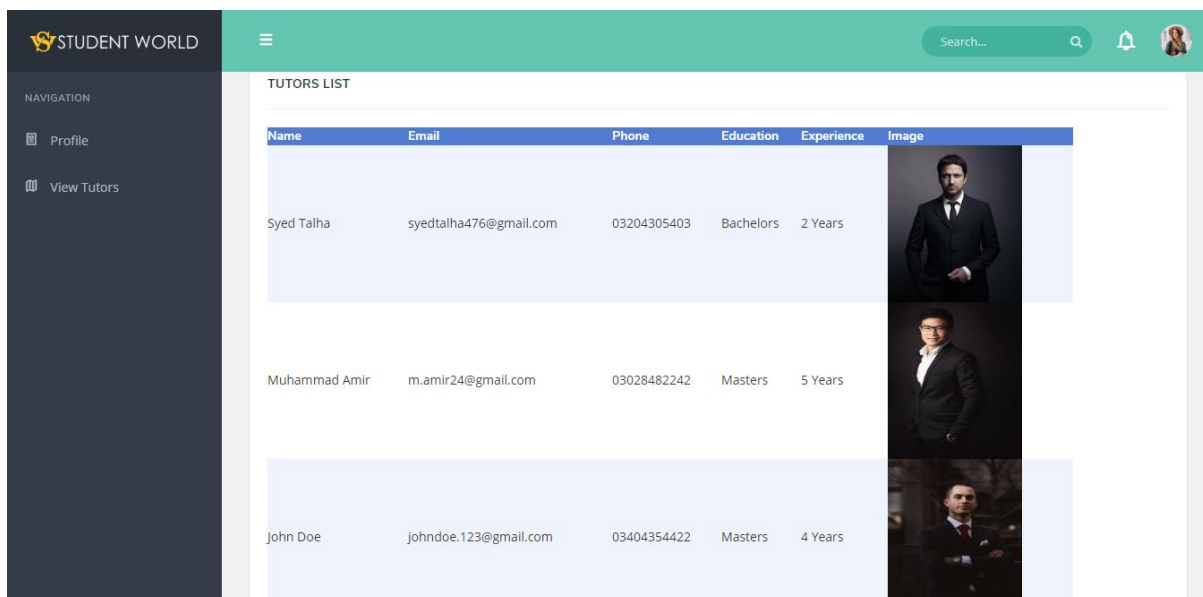 STUDENT WORLD
Search...
NAVIGATION
Profile
View Tutors
TUTORS LIST
Name Email Phone Education Experience Image
Syed Talha syedtalha476@gmail.com 03204305403 Bachelors 2 Years
Muhammad Amir m.amir24@gmail.com 03028482242 Masters 5 Years
John Doe johndoe.123@gmail.com 03404354422 Masters 4 Years